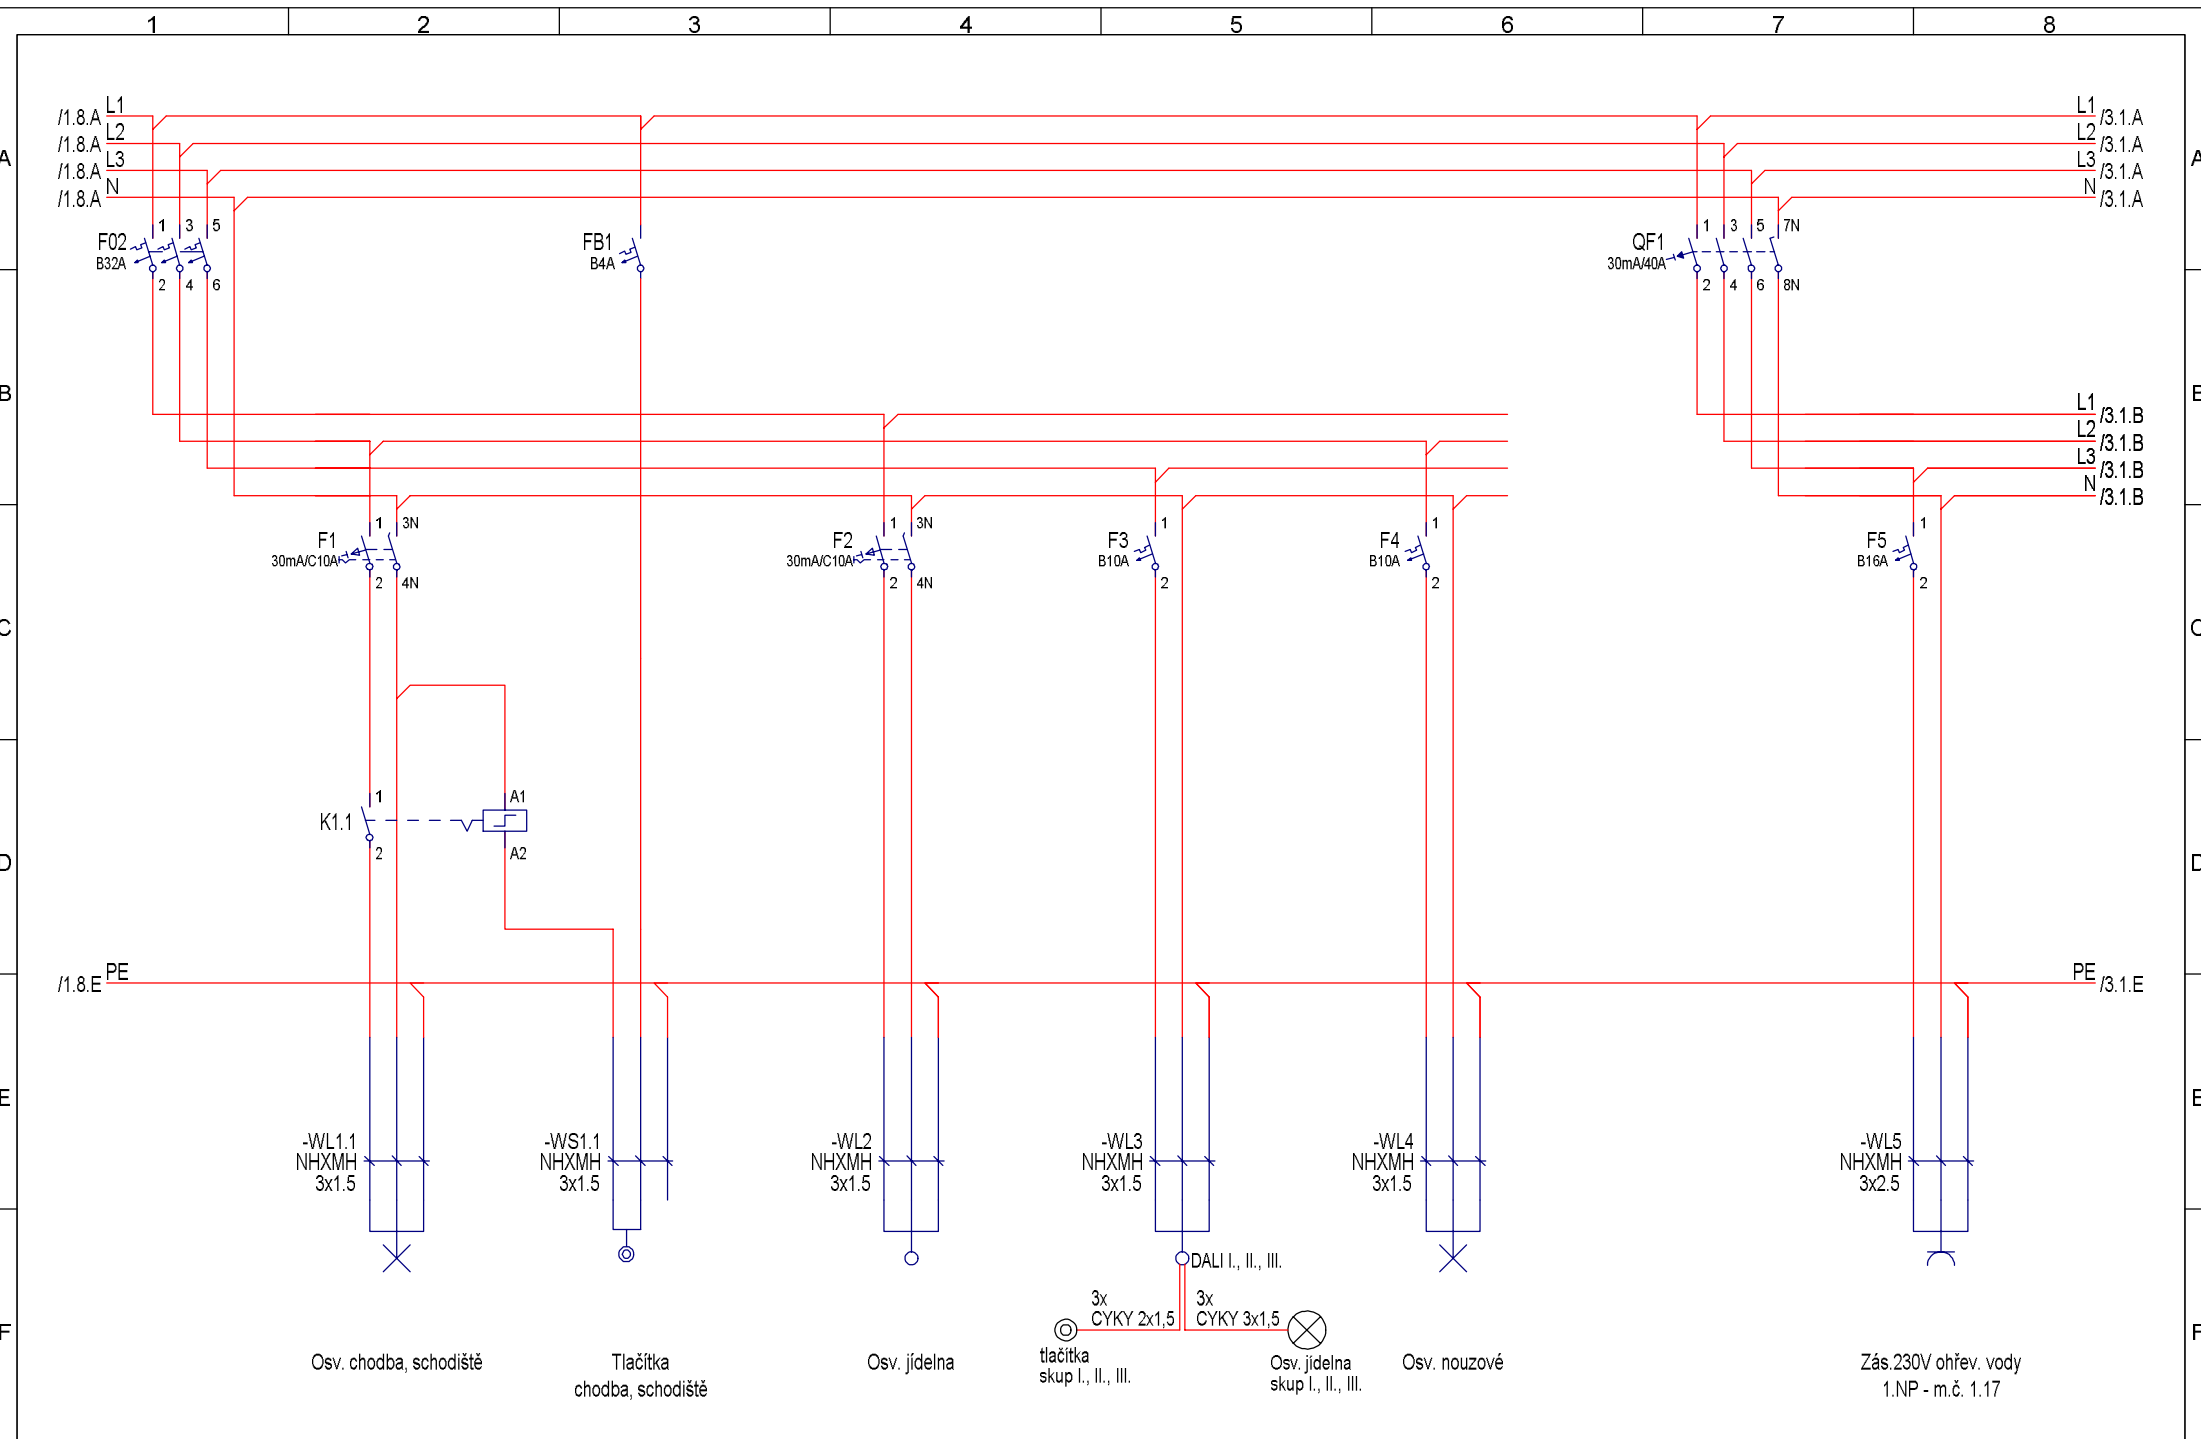 1 2 3 4 5 6 7 8
L1
/1.8.A
L2
/1.8.A
L3
/1.8.A
N
/1.8.A
L1
/3.1.A
L2
/3.1.A
L3
/3.1.A
N
/3.1.A
A
A
1 3 5
F02
B32A
2 4 6
FB1
B4A
1 3 5 7N
QF1
30mA/40A
2 4 6 8N
B
L1
/3.1.B
L2
/3.1.B
L3
/3.1.B
N
/3.1.B
1 3N
F1
30mA/C10A
2 4N
1 3N
F2
30mA/C10A
2 4N
1
F3
B10A
2
1
F4
B10A
2
1
F5
B16A
2
C
1
K1.1
2
A1
A2
D
D
PE
/1.8.E
PE
/3.1.E
E
E
-WL1.1
NHXMH
3x1.5
-WS1.1
NHXMH
3x1.5
-WL2
NHXMH
3x1.5
-WL3
NHXMH
3x1.5
-WL4
NHXMH
3x1.5
-WL5
NHXMH
3x2.5
DALI I., II., III.
3x
CYKY 2x1,5
3x
CYKY 3x1,5
F
F
Osv. chodba, schodiště
Tlačítka
chodba, schodiště
Osv. jídelna
tlačítka
skup I., II., III.
Osv. jídelna
skup I., II., III.
Osv. nouzové
Zás.230V ohřev. vody
1.NP - m.č. 1.17